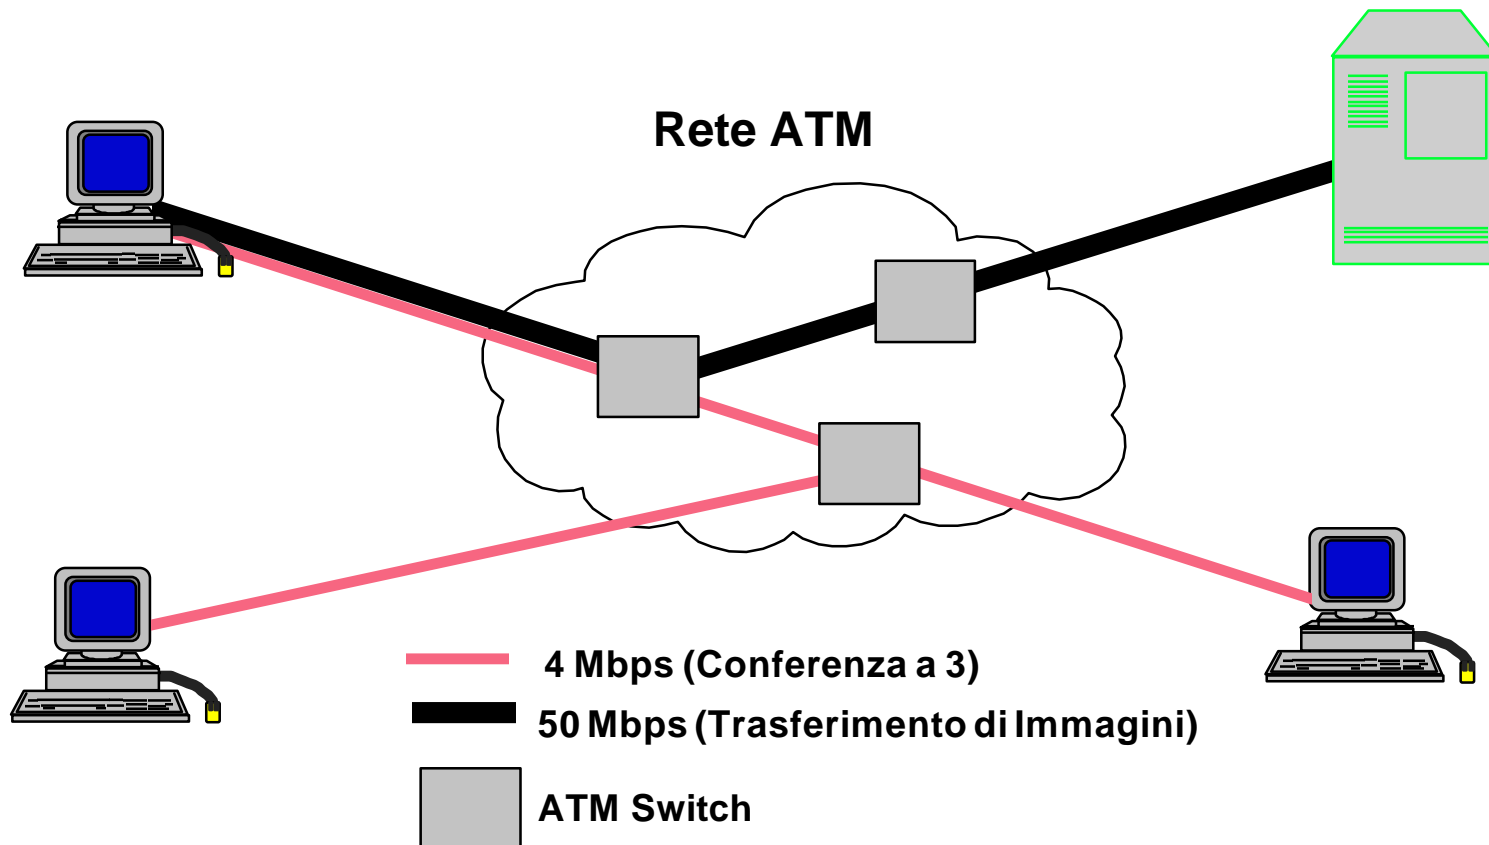 Rete ATM
4 Mbps (Conferenza a 3)
50 Mbps (Trasferimento di Immagini)
ATM Switch